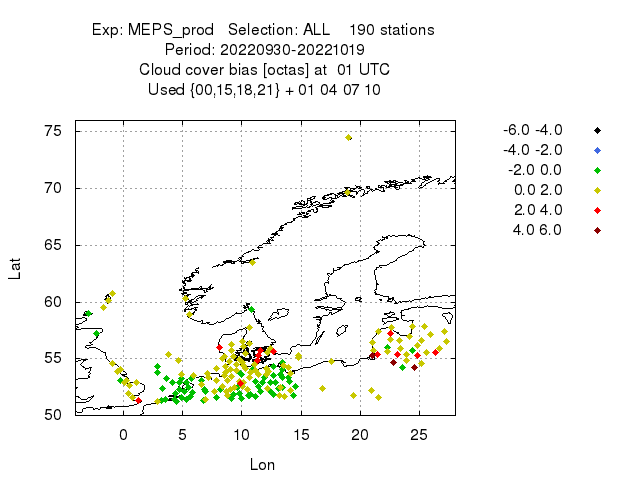 Exp: MEPS_prod   Selection: ALL    190 stations
Period: 20220930-20221019
Cloud cover bias [octas] at  01 UTC
Used {00,15,18,21} + 01 04 07 10
-6.0 -4.0
-4.0 -2.0
-2.0 0.0
0.0 2.0
2.0 4.0
4.0 6.0
75
70
65
60
55
50
Lat
0 5 10 15 20 25
Lon